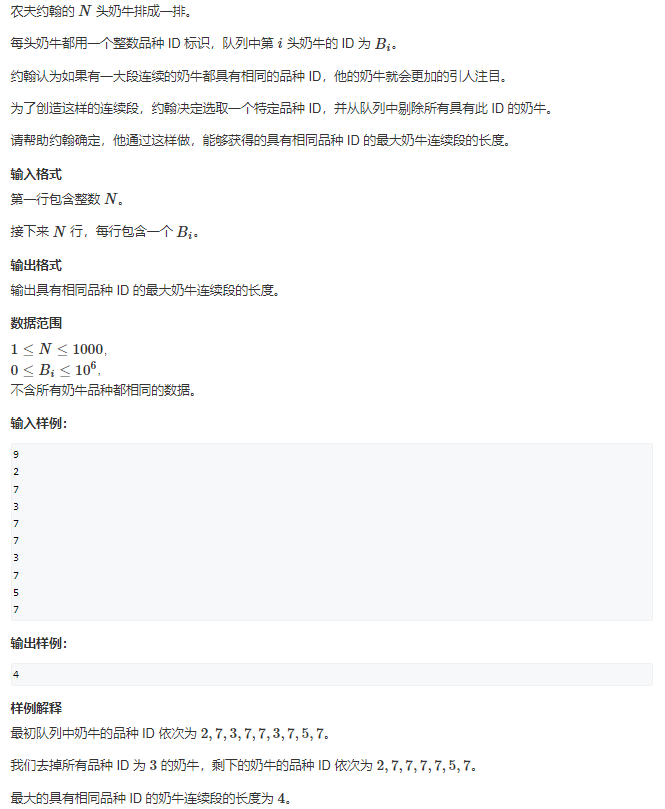 农夫约翰的 N 头奶牛排成一排。
每头奶牛都用一个整数品种 ID 标识，队列中第 i 头奶牛的 ID 为 Bᵢ。
约翰认为如果有一大段连续的奶牛都具有相同的品种 ID，他的奶牛就会更加的引人注目。
为了创造这样的连续段，约翰决定选取一个特定品种 ID，并从队列中剔除所有具有此 ID 的奶牛。
请帮助约翰确定，他通过这样做，能够获得的具有相同品种 ID 的最大奶牛连续段的长度。
输入格式
第一行包含整数 N。
接下来 N 行，每行包含一个 Bᵢ。
输出格式
输出具有相同品种 ID 的最大奶牛连续段的长度。
数据范围
1 ≤ N ≤ 1000,
0 ≤ Bᵢ ≤ 10⁶,
不含所有奶牛品种都相同的数据。
输入样例：
9
2
7
3
7
7
3
7
5
7
输出样例：
4
样例解释
最初队列中奶牛的品种 ID 依次为 2, 7, 3, 7, 7, 3, 7, 5, 7。
我们去掉所有品种 ID 为 3 的奶牛，剩下的奶牛的品种 ID 依次为 2, 7, 7, 7, 7, 5, 7。
最大的具有相同品种 ID 的奶牛连续段的长度为 4。